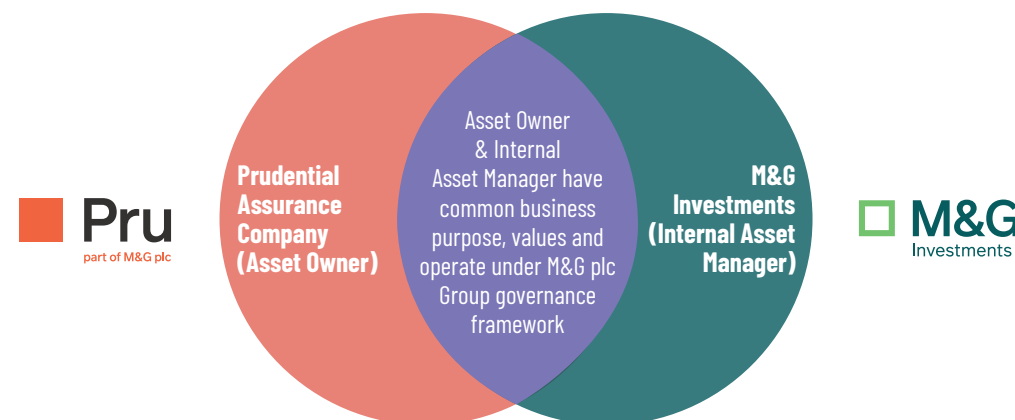 Pru
part of M&G plc
Prudential
Assurance
Company
(Asset Owner)
Asset Owner
& Internal
Asset Manager have
common business
purpose, values and
operate under M&G plc
Group governance
framework
M&G
Investments
(Internal Asset
Manager)
M&G
Investments